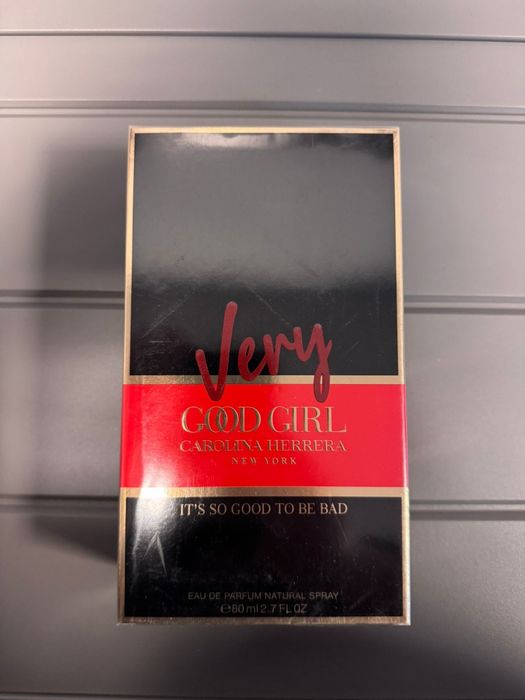 Very
GOOD GIRL
CAROLINA HERRERA
NEW YORK
IT'S SO GOOD TO BE BAD
EAU DE PARFUM NATURAL SPRAY
℮80 ml 2.7 FL OZ